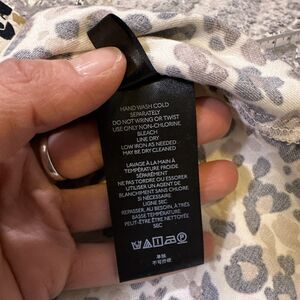 HAND WASH COLD
SEPARATELY
DO NOT WRING OR TWIST
USE ONLY NON-CHLORINE
BLEACH
LINE DRY
LOW IRON AS NEEDED
MAY BE DRY CLEANED
LAVAGE À LA MAIN À
TEMPÉRATURE FROIDE
SÉPARÉMENT
NE PAS TORDRE OU ESSORER
UTILISER UN AGENT DE
BLANCHIMENT SANS CHLORE
SI NÉCESSAIRE
LIGNE SEC
REPASSER, AU BESOIN, À TRÈS
BASSE TEMPÉRATURE
PEUT-ÊTRE ÊTRE NETTOYÉE
SEC